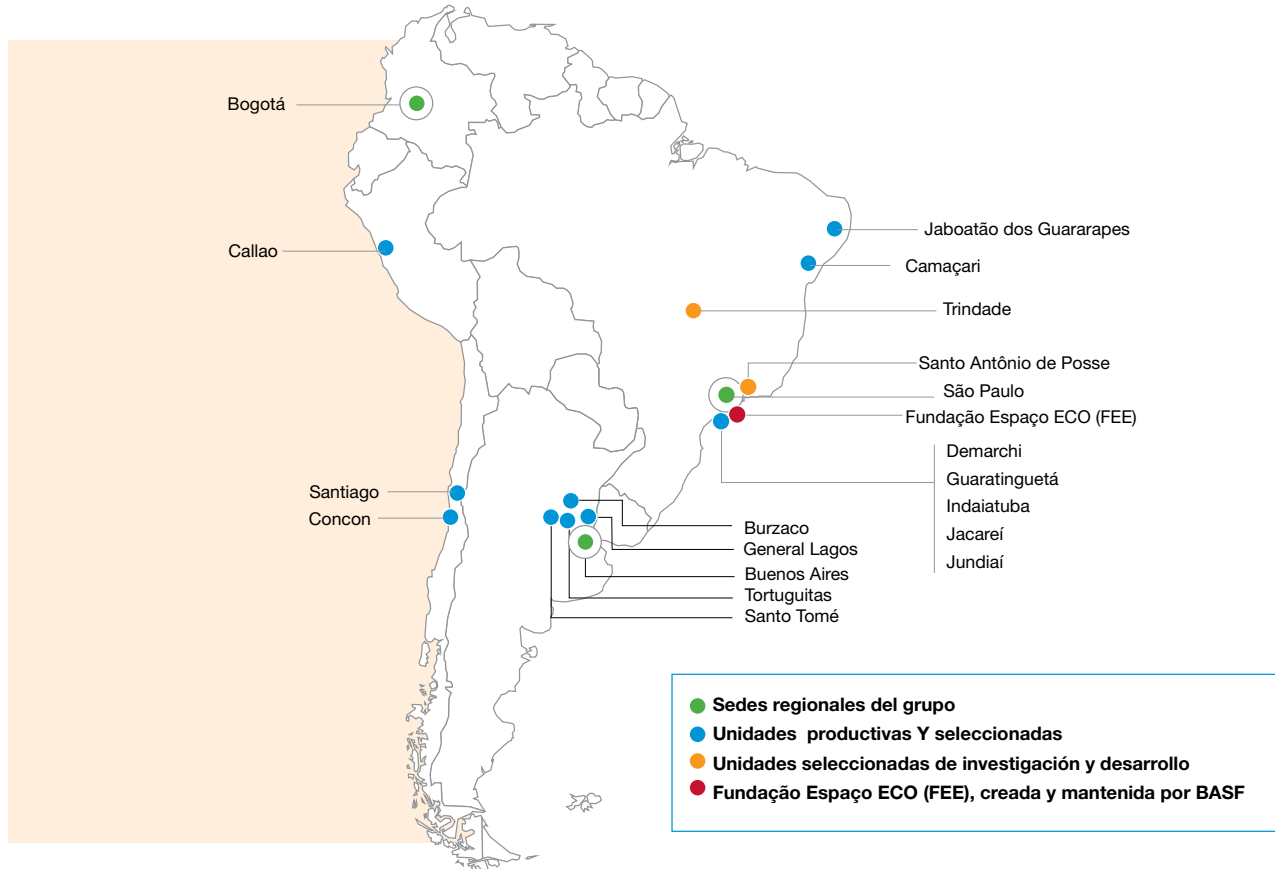 Bogotá
Callao
Santiago
Concon
Jaboatão dos Guararapes
Camaçari
Trindade
Santo Antônio de Posse
São Paulo
Fundação Espaço ECO (FEE)
Demarchi
Guaratinguetá
Indaiatuba
Jacareí
Jundiaí
Burzaco
General Lagos
Buenos Aires
Tortuguitas
Santo Tomé
Sedes regionales del grupo
Unidades productivas Y seleccionadas
Unidades seleccionadas de investigación y desarrollo
Fundação Espaço ECO (FEE), creada y mantenida por BASF